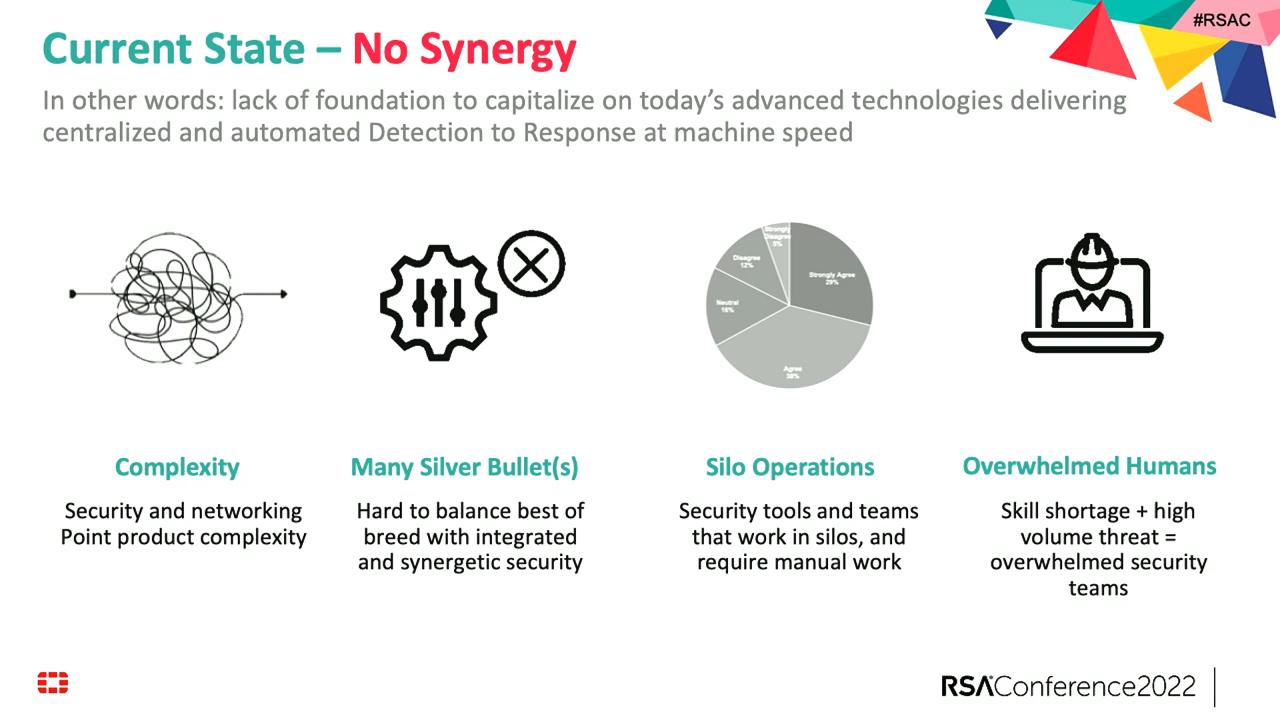 #RSAC
Current State – No Synergy
In other words: lack of foundation to capitalize on today's advanced technologies delivering
centralized and automated Detection to Response at machine speed
Strongly
Disagree
5%
Disagree
12%
Strongly Agree
29%
Neutral
16%
Agree
38%
Complexity
Security and networking
Point product complexity
Many Silver Bullet(s)
Hard to balance best of
breed with integrated
and synergetic security
Silo Operations
Security tools and teams
that work in silos, and
require manual work
Overwhelmed Humans
Skill shortage + high
volume threat =
overwhelmed security
teams
RSAConference2022